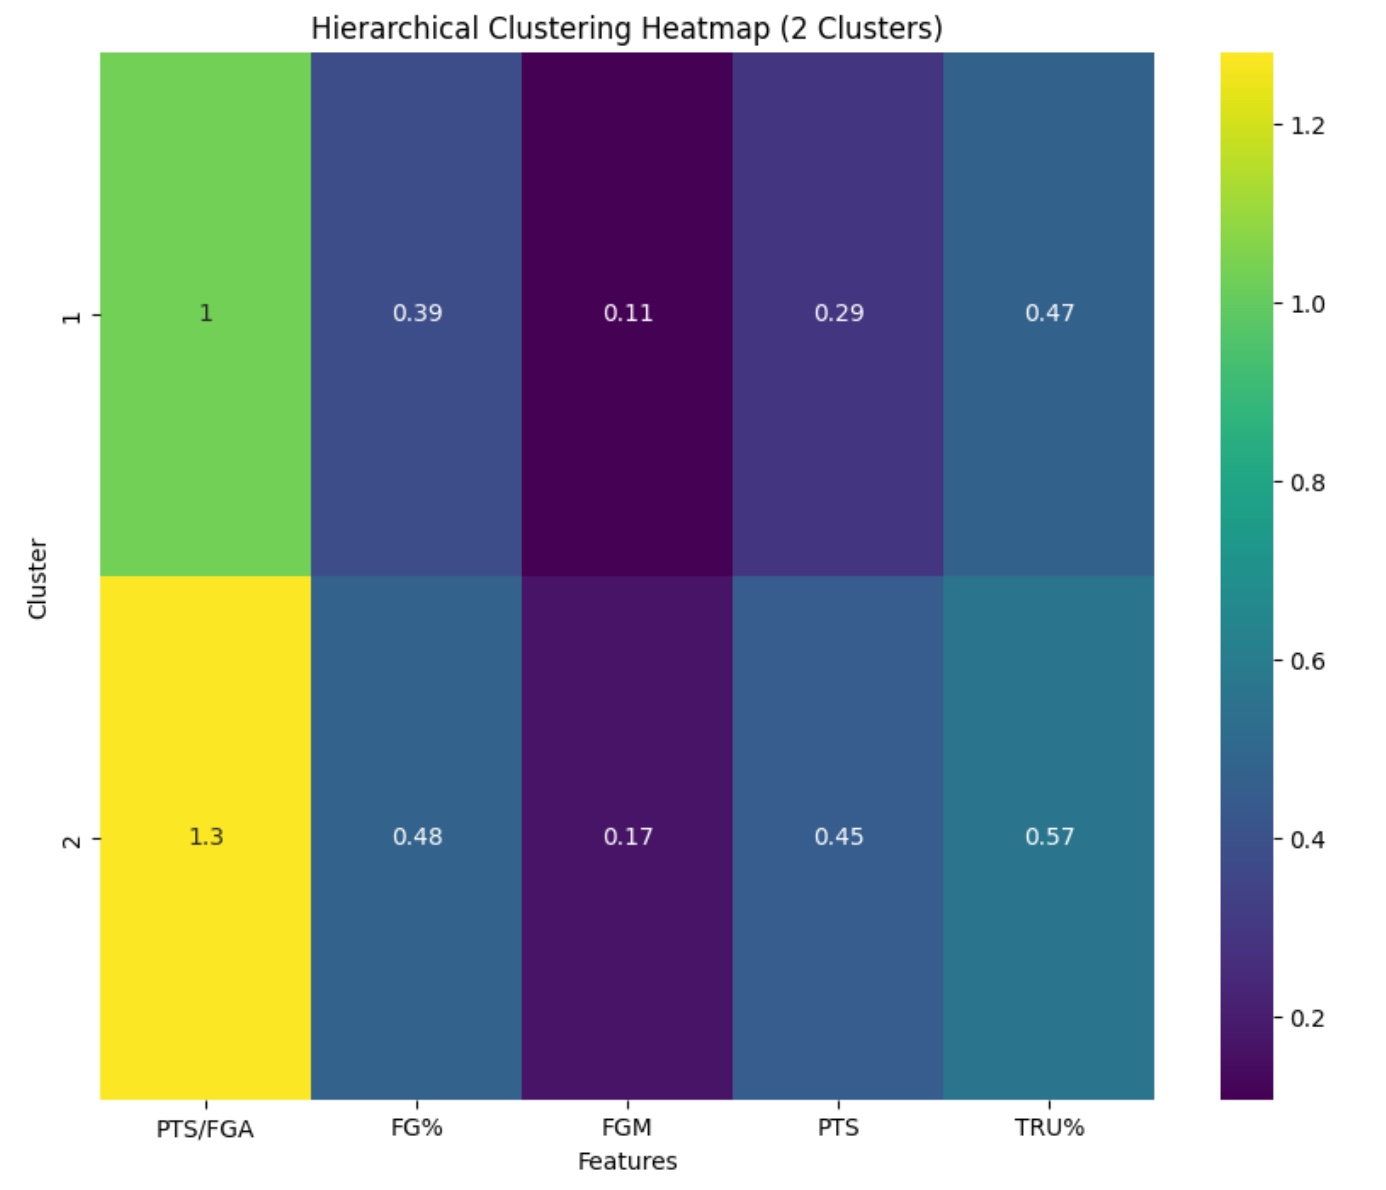 Hierarchical Clustering Heatmap (2 Clusters)
1
1 0.39 0.11 0.29 0.47
2
1.3 0.48 0.17 0.45 0.57
Cluster
PTS/FGA FG% FGM PTS TRU%
Features
1.2
1.0
0.8
0.6
0.4
0.2